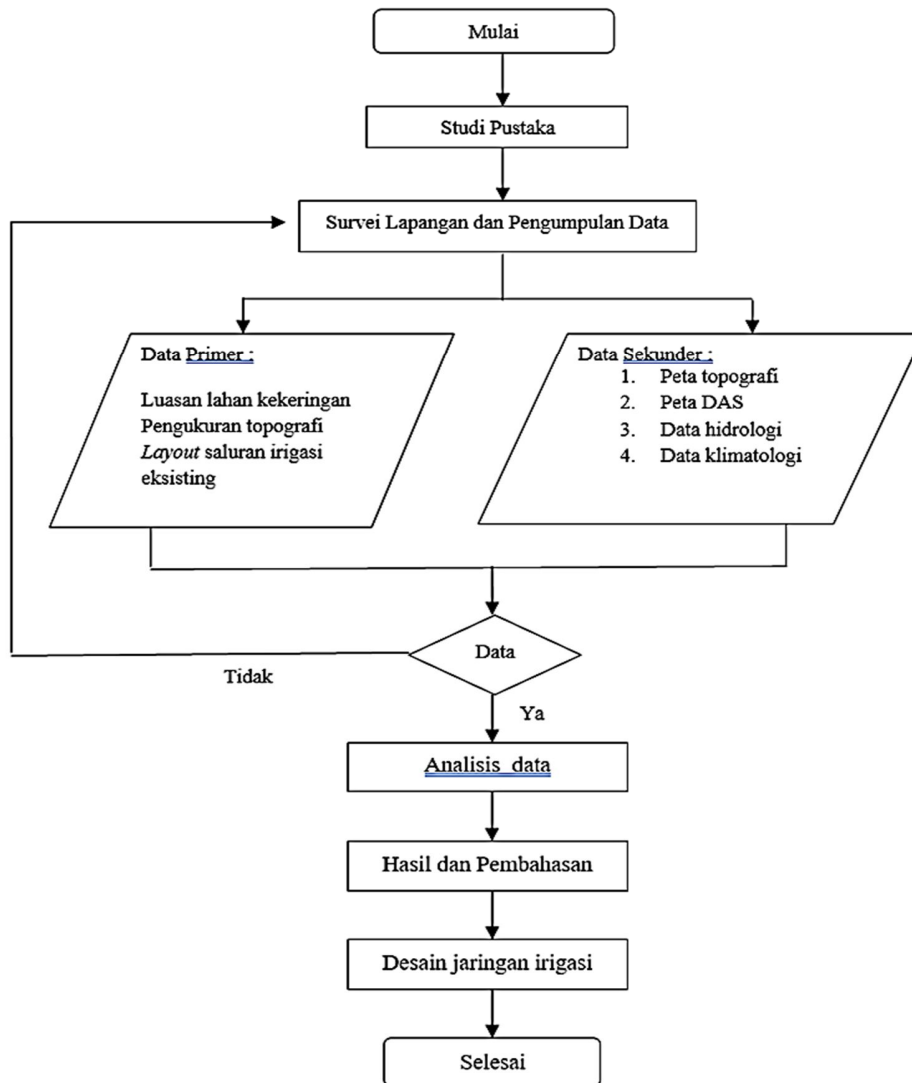 Mulai
Studi Pustaka
Survei Lapangan dan Pengumpulan Data
Data Primer :
Luasan lahan kekeringan
Pengukuran topografi
Layout saluran irigasi
eksisting
Data Sekunder :
1. Peta topografi
2. Peta DAS
3. Data hidrologi
4. Data klimatologi
Data
Tidak
Ya
Analisis data
Hasil dan Pembahasan
Desain jaringan irigasi
Selesai